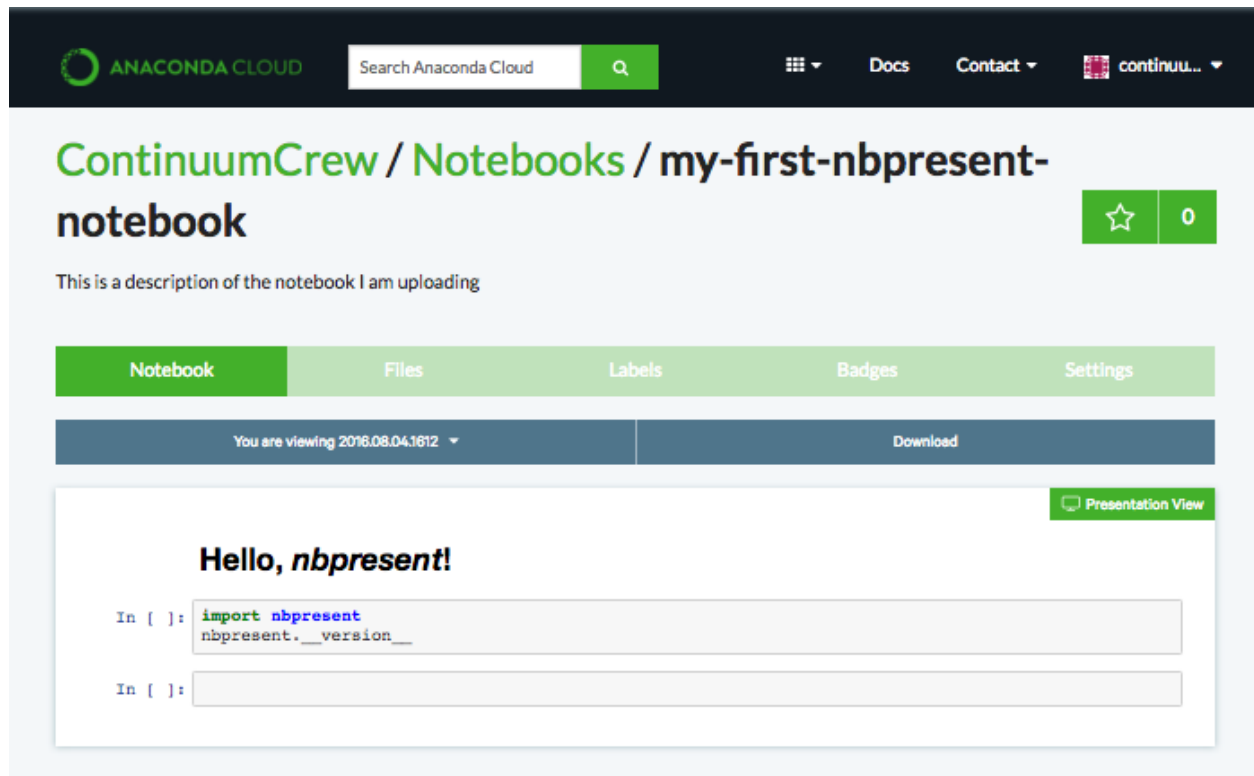 ANACONDA CLOUD
Search Anaconda Cloud
Docs
Contact
continuu...
ContinuumCrew / Notebooks / my-first-nbpresent-
notebook
0
This is a description of the notebook I am uploading
Notebook
Files
Labels
Badges
Settings
You are viewing 2016.08.04.1612
Download
Presentation View
Hello, nbpresent!
In [ ]: import nbpresent
nbpresent.__version__
In [ ]: